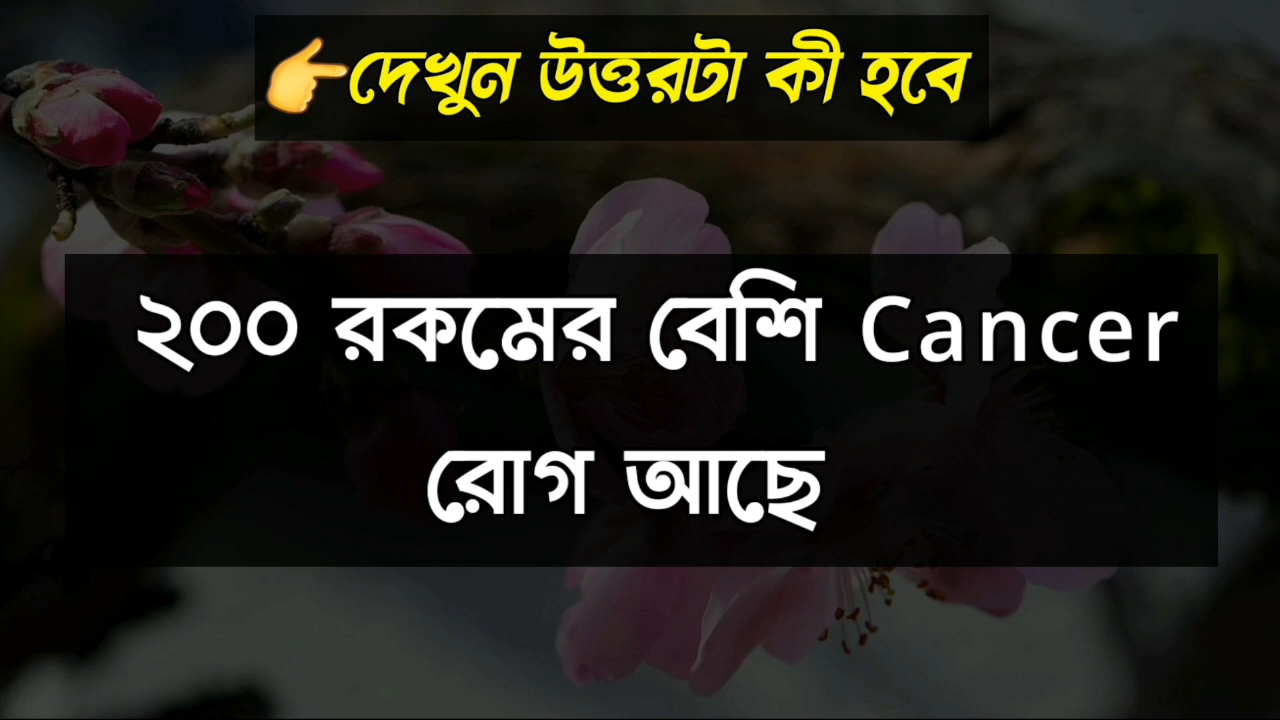 👉দেখুন উত্তরটা কী হবে
২০০ রকমের বেশি Cancer
রোগ আছে